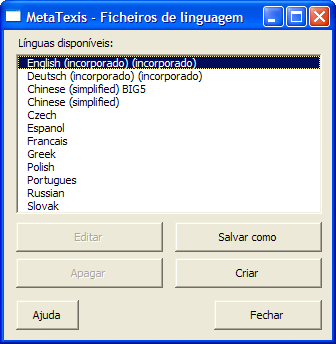 MetaTexis - Ficheiros de linguagem
Línguas disponíveis:
English (incorporado) (incorporado)
Deutsch (incorporado) (incorporado)
Chinese (simplified) BIG5
Chinese (simplified)
Czech
Espanol
Francais
Greek
Polish
Portugues
Russian
Slovak
Editar
Salvar como
Apagar
Criar
Ajuda
Fechar